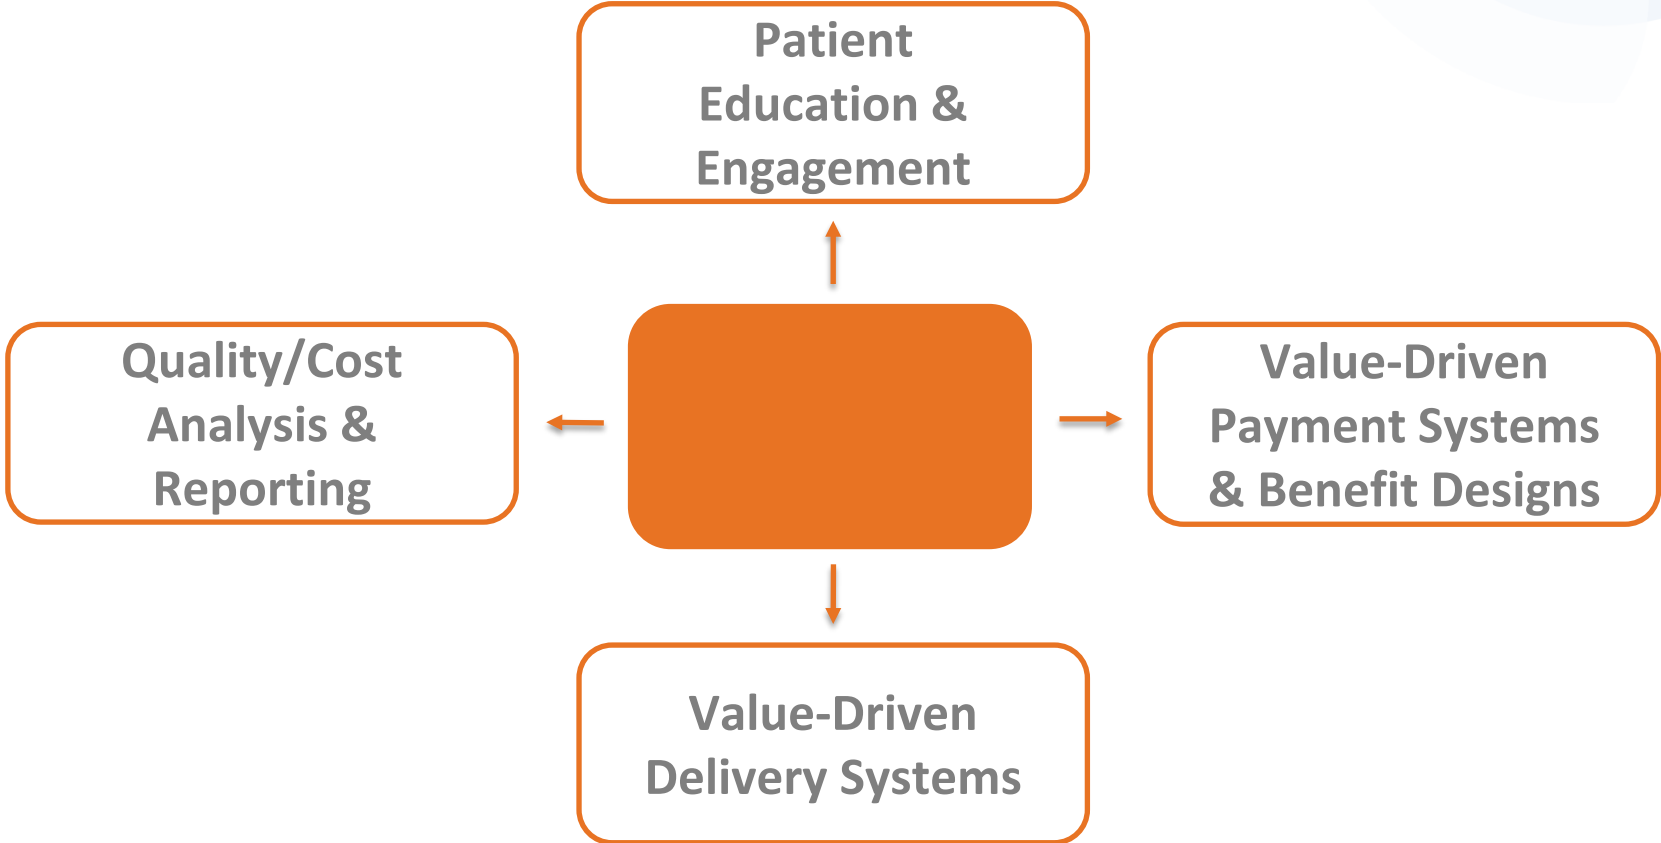 Patient
Education &
Engagement
Quality/Cost
Analysis &
Reporting
Value-Driven
Payment Systems
& Benefit Designs
Value-Driven
Delivery Systems